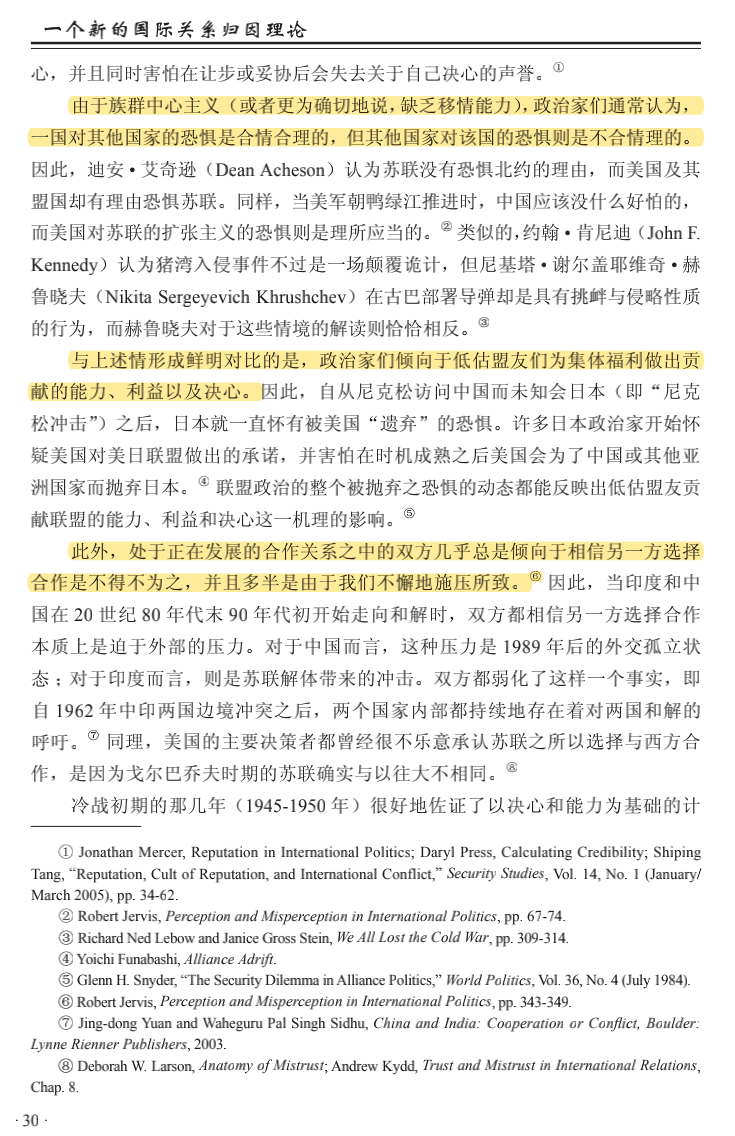 一个新的国际关系归因理论
心，并且同时害怕在让步或妥协后会失去关于自己决心的声誉。①
由于族群中心主义（或者更为确切地说，缺乏移情能力），政治家们通常认为，
一国对其他国家的恐惧是合情合理的，但其他国家对该国的恐惧则是不合情理的。
因此，迪安·艾奇逊（Dean Acheson）认为苏联没有恐惧北约的理由，而美国及其
盟国却有理由恐惧苏联。同样，当美军朝鸭绿江推进时，中国应该没什么好怕的，
而美国对苏联的扩张主义的恐惧则是理所应当的。② 类似的，约翰·肯尼迪（John F.
Kennedy）认为猪湾入侵事件不过是一场颠覆诡计，但尼基塔·谢尔盖耶维奇·赫
鲁晓夫（Nikita Sergeyevich Khrushchev）在古巴部署导弹却是具有挑衅与侵略性质
的行为，而赫鲁晓夫对于这些情境的解读则恰恰相反。③
与上述情形成鲜明对比的是，政治家们倾向于低估盟友们为集体福利做出贡
献的能力、利益以及决心。因此，自从尼克松访问中国而未知会日本（即“尼克
松冲击”）之后，日本就一直怀有被美国“遗弃”的恐惧。许多日本政治家开始怀
疑美国对美日联盟做出的承诺，并害怕在时机成熟之后美国会为了中国或其他亚
洲国家而抛弃日本。④ 联盟政治的整个被抛弃之恐惧的动态都能反映出低估盟友贡
献联盟的能力、利益和决心这一机理的影响。⑤
此外，处于正在发展的合作关系之中的双方几乎总是倾向于相信另一方选择
合作是不得不为之，并且多半是由于我们不懈地施压所致。⑥ 因此，当印度和中
国在 20 世纪 80 年代末 90 年代初开始走向和解时，双方都相信另一方选择合作
本质上是迫于外部的压力。对于中国而言，这种压力是 1989 年后的外交孤立状
态；对于印度而言，则是苏联解体带来的冲击。双方都弱化了这样一个事实，即
自 1962 年中印两国边境冲突之后，两个国家内部都持续地存在着对两国和解的
呼吁。⑦ 同理，美国的主要决策者都曾经很不乐意承认苏联之所以选择与西方合
作，是因为戈尔巴乔夫时期的苏联确实与以往大不相同。⑧
冷战初期的那几年（1945-1950 年）很好地佐证了以决心和能力为基础的计
① Jonathan Mercer, Reputation in International Politics; Daryl Press, Calculating Credibility; Shiping
Tang, “Reputation, Cult of Reputation, and International Conflict,” Security Studies, Vol. 14, No. 1 (January/
March 2005), pp. 34-62.
② Robert Jervis, Perception and Misperception in International Politics, pp. 67-74.
③ Richard Ned Lebow and Janice Gross Stein, We All Lost the Cold War, pp. 309-314.
④ Yoichi Funabashi, Alliance Adrift.
⑤ Glenn H. Snyder, “The Security Dilemma in Alliance Politics,” World Politics, Vol. 36, No. 4 (July 1984).
⑥ Robert Jervis, Perception and Misperception in International Politics, pp. 343-349.
⑦ Jing-dong Yuan and Waheguru Pal Singh Sidhu, China and India: Cooperation or Conflict, Boulder:
Lynne Rienner Publishers, 2003.
⑧ Deborah W. Larson, Anatomy of Mistrust; Andrew Kydd, Trust and Mistrust in International Relations,
Chap. 8.
· 30 ·